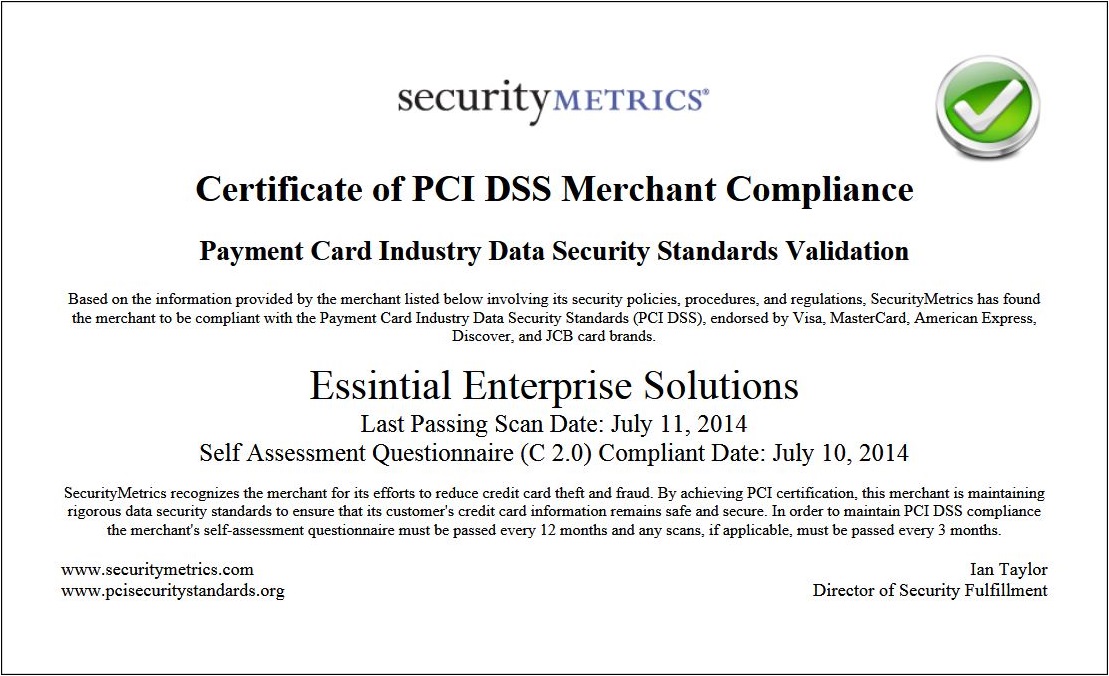 securityMETRICS®
Certificate of PCI DSS Merchant Compliance
Payment Card Industry Data Security Standards Validation
Based on the information provided by the merchant listed below involving its security policies, procedures, and regulations, SecurityMetrics has found
the merchant to be compliant with the Payment Card Industry Data Security Standards (PCI DSS), endorsed by Visa, MasterCard, American Express,
Discover, and JCB card brands.
Essintial Enterprise Solutions
Last Passing Scan Date: July 11, 2014
Self Assessment Questionnaire (C 2.0) Compliant Date: July 10, 2014
SecurityMetrics recognizes the merchant for its efforts to reduce credit card theft and fraud. By achieving PCI certification, this merchant is maintaining
rigorous data security standards to ensure that its customer's credit card information remains safe and secure. In order to maintain PCI DSS compliance
the merchant's self-assessment questionnaire must be passed every 12 months and any scans, if applicable, must be passed every 3 months.
www.securitymetrics.com
www.pcisecuritystandards.org
Ian Taylor
Director of Security Fulfillment